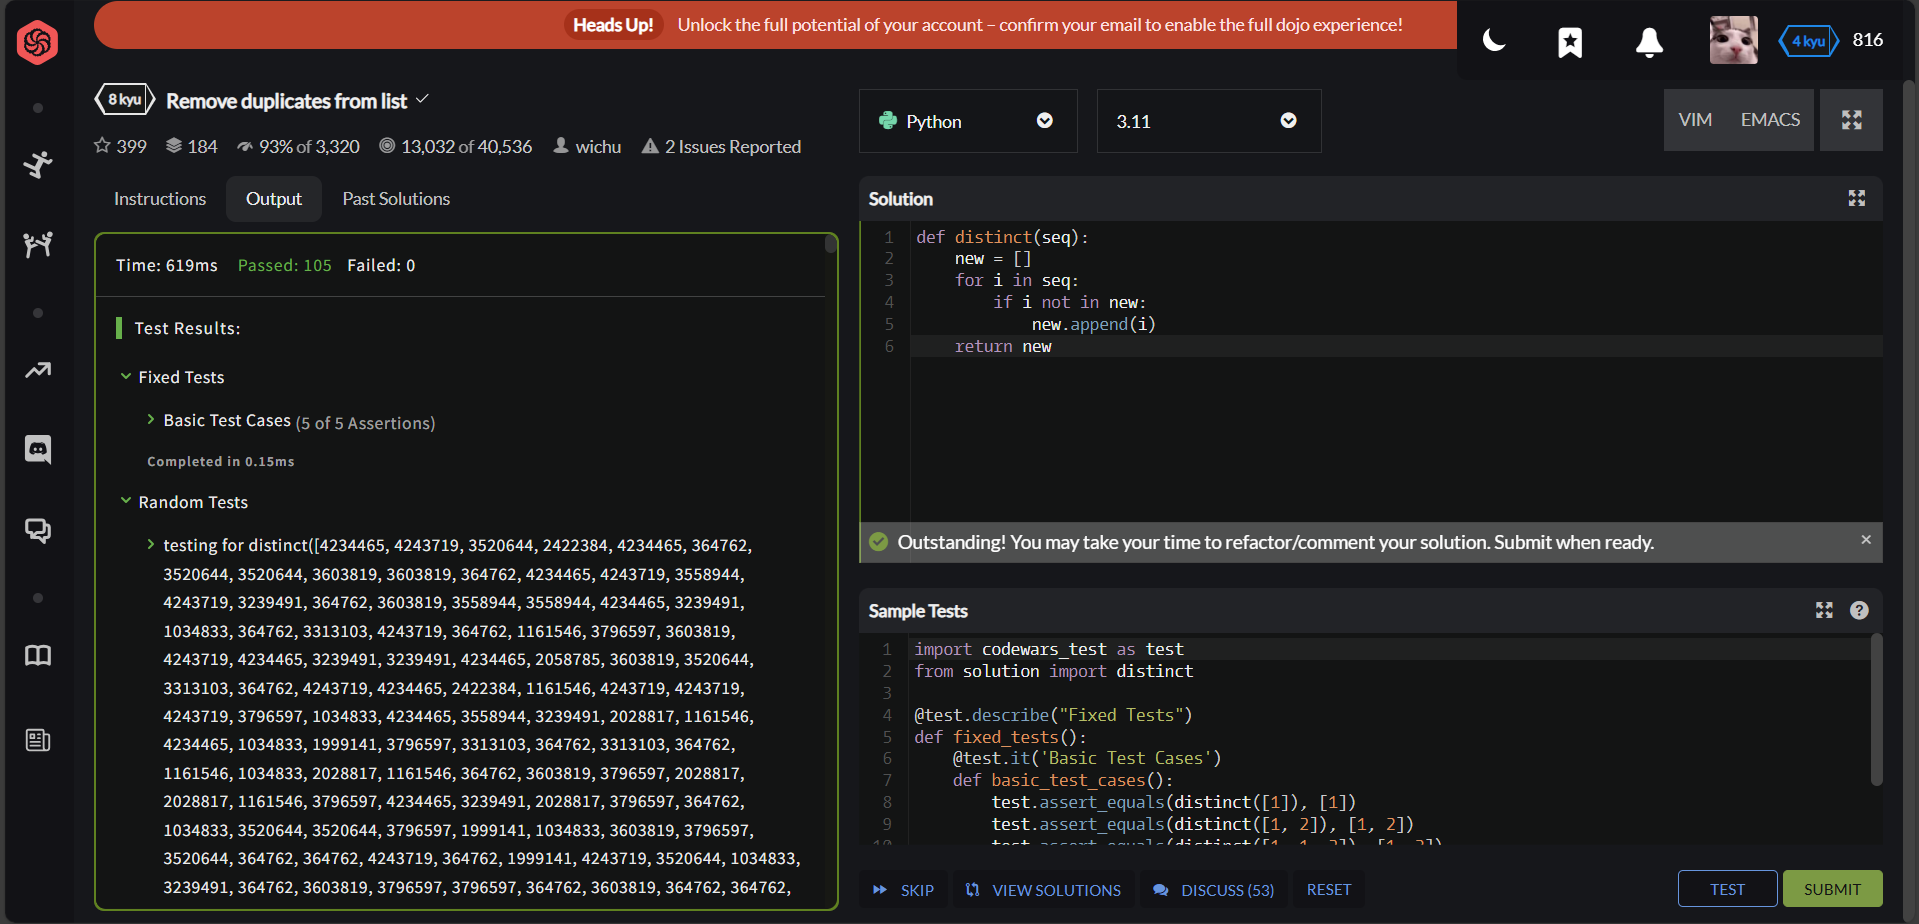 Heads Up! Unlock the full potential of your account – confirm your email to enable the full dojo experience!
4 kyu 816
8 kyu Remove duplicates from list
399 184 93% of 3,320 13,032 of 40,536 wichu 2 Issues Reported
Instructions Output Past Solutions
Time: 619ms Passed: 105 Failed: 0
Test Results:
Fixed Tests
Basic Test Cases (5 of 5 Assertions)
Completed in 0.15ms
Random Tests
testing for distinct([4234465, 4243719, 3520644, 2422384, 4234465, 364762,
3520644, 3520644, 3603819, 3603819, 364762, 4234465, 4243719, 3558944,
4243719, 3239491, 364762, 3603819, 3558944, 3558944, 4234465, 3239491,
1034833, 364762, 3313103, 4243719, 364762, 1161546, 3796597, 3603819,
4243719, 4234465, 3239491, 3239491, 4234465, 2058785, 3603819, 3520644,
3313103, 364762, 4243719, 4234465, 2422384, 1161546, 4243719, 4243719,
4243719, 3796597, 1034833, 4234465, 3558944, 3239491, 2028817, 1161546,
4234465, 1034833, 1999141, 3796597, 3313103, 364762, 3313103, 364762,
1161546, 1034833, 2028817, 1161546, 364762, 3603819, 3796597, 2028817,
2028817, 1161546, 3796597, 4234465, 3239491, 2028817, 3796597, 364762,
1034833, 3520644, 3520644, 3796597, 1999141, 1034833, 3603819, 3796597,
3520644, 364762, 364762, 4243719, 364762, 1999141, 4243719, 3520644, 1034833,
3239491, 364762, 3603819, 3796597, 3796597, 364762, 3603819, 364762, 364762,
Python 3.11 VIM EMACS
Solution
1 def distinct(seq):
2 new = []
3 for i in seq:
4 if i not in new:
5 new.append(i)
6 return new
Outstanding! You may take your time to refactor/comment your solution. Submit when ready. ×
Sample Tests ?
1 import codewars_test as test
2 from solution import distinct
3
4 @test.describe("Fixed Tests")
5 def fixed_tests():
6 @test.it('Basic Test Cases')
7 def basic_test_cases():
8 test.assert_equals(distinct([1]), [1])
9 test.assert_equals(distinct([1, 2]), [1, 2])
SKIP VIEW SOLUTIONS DISCUSS (53) RESET TEST SUBMIT